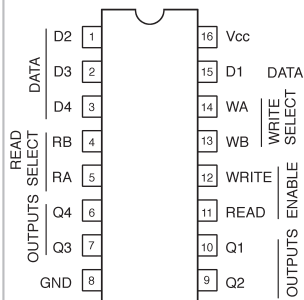 D2 1 16 Vcc
DATA D3 2 15 D1 DATA
D4 3 14 WA
WRITE SELECT
READ SELECT RB 4 13 WB
RA 5 12 WRITE
ENABLE
OUTPUTS Q4 6 11 READ
Q3 7 10 Q1
OUTPUTS
GND 8 9 Q2